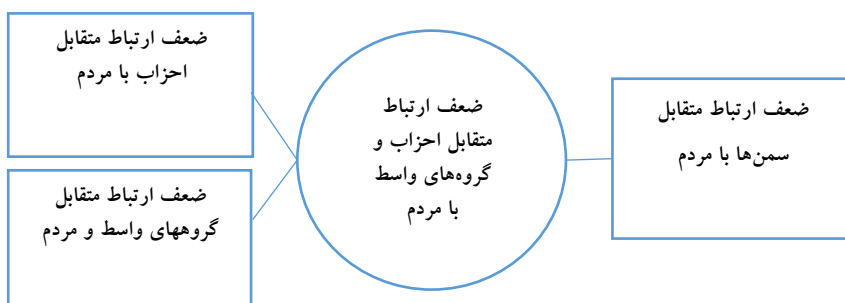 ضعف ارتباط متقابل
احزاب با مردم
ضعف ارتباط
متقابل احزاب و
گروه‌های واسط
با مردم
ضعف ارتباط متقابل
سمن‌ها با مردم
ضعف ارتباط متقابل
گروههای واسط و مردم